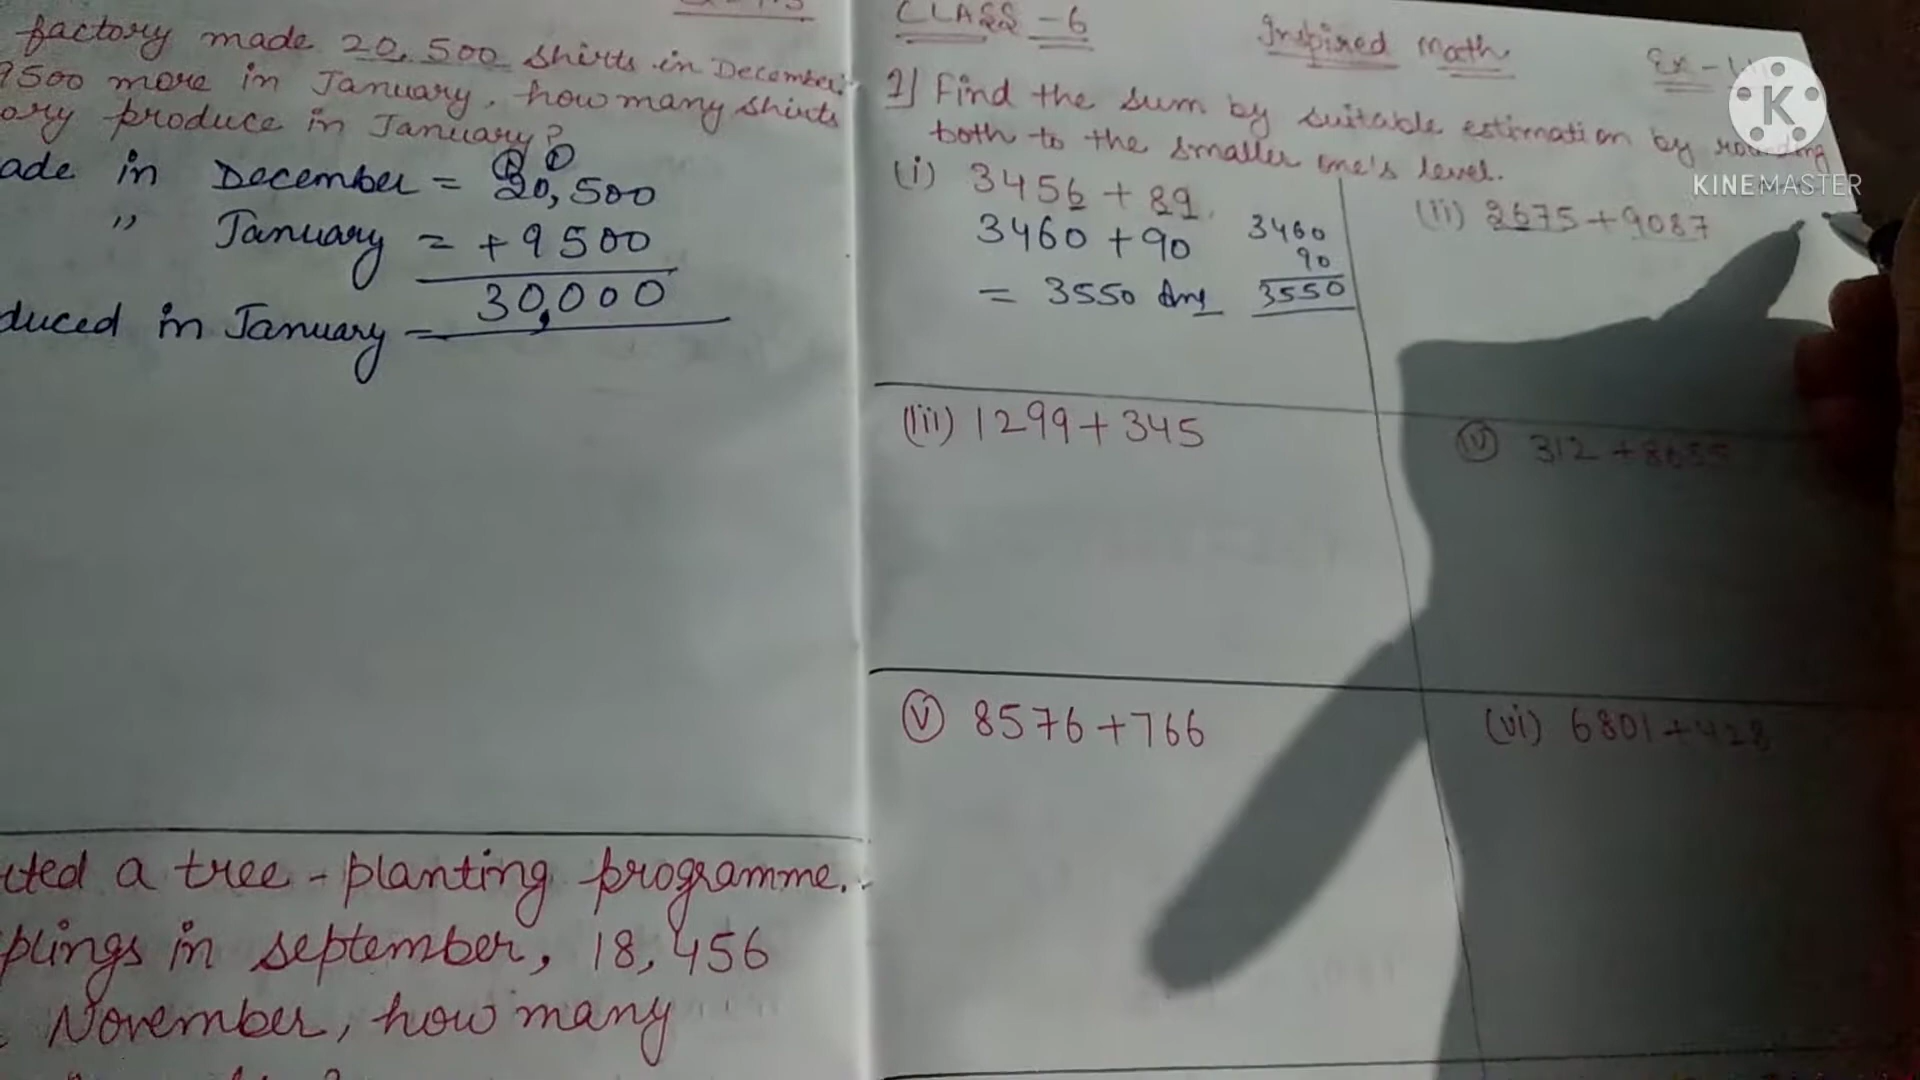 factory made 20,500 shirts in December.
9500 more in January, how many shirts
ory produce in January?
ade in December = 20,500
" January = + 9500
30,000
duced in January =
cted a tree-planting programme.
plings in september, 18,456
November, how many
CLASS - 6 Inspired Math Ex -
1) Find the sum by suitable estimation by rounding
both to the smaller one's level.
(i) 3456 + 89
3460 + 90
= 3550 Ans
3460
90
3550
(ii) 2675 + 9087
(iii) 1299 + 345
(iv) 312 +
(v) 8576 + 766
(vi) 6801 + 428
K
KINEMASTER